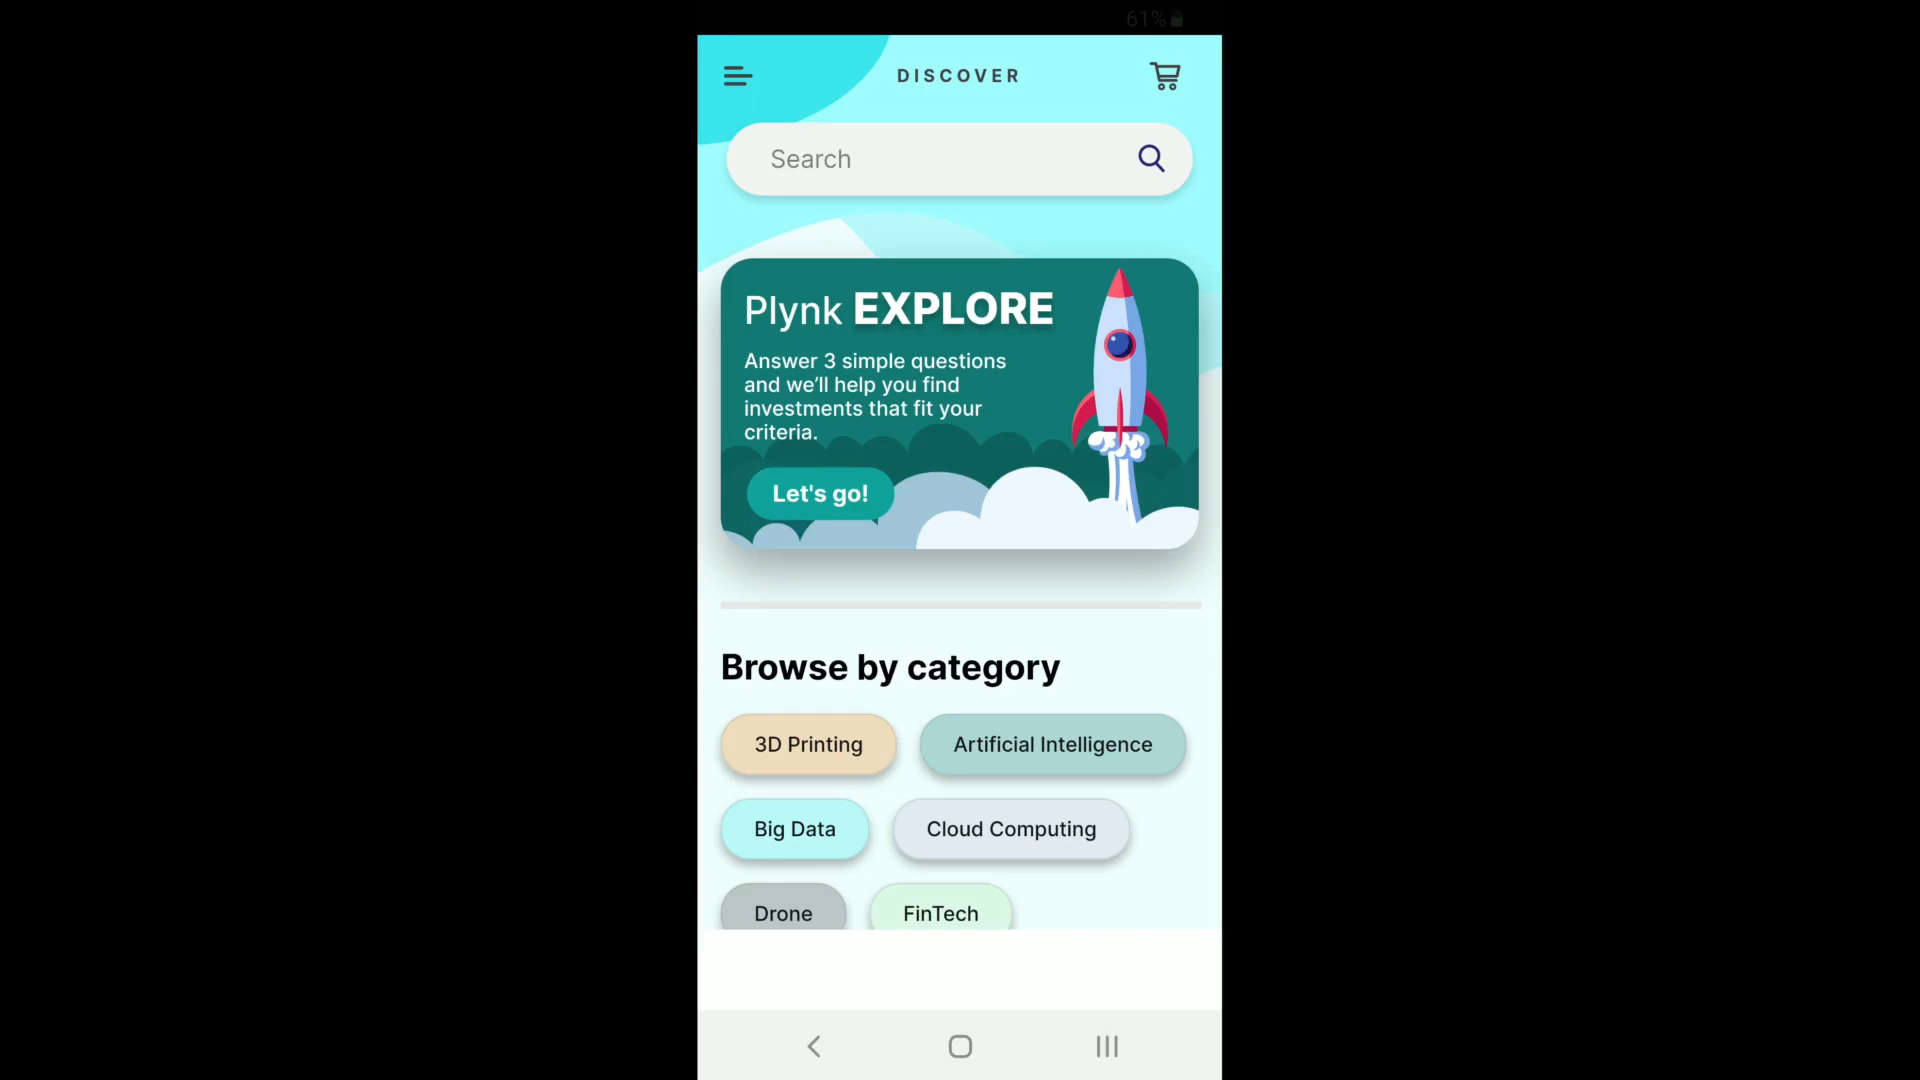 61%
DISCOVER
Search
Plynk EXPLORE
Answer 3 simple questions
and we’ll help you find
investments that fit your
criteria.
Let's go!
Browse by category
3D Printing
Artificial Intelligence
Big Data
Cloud Computing
Drone
FinTech